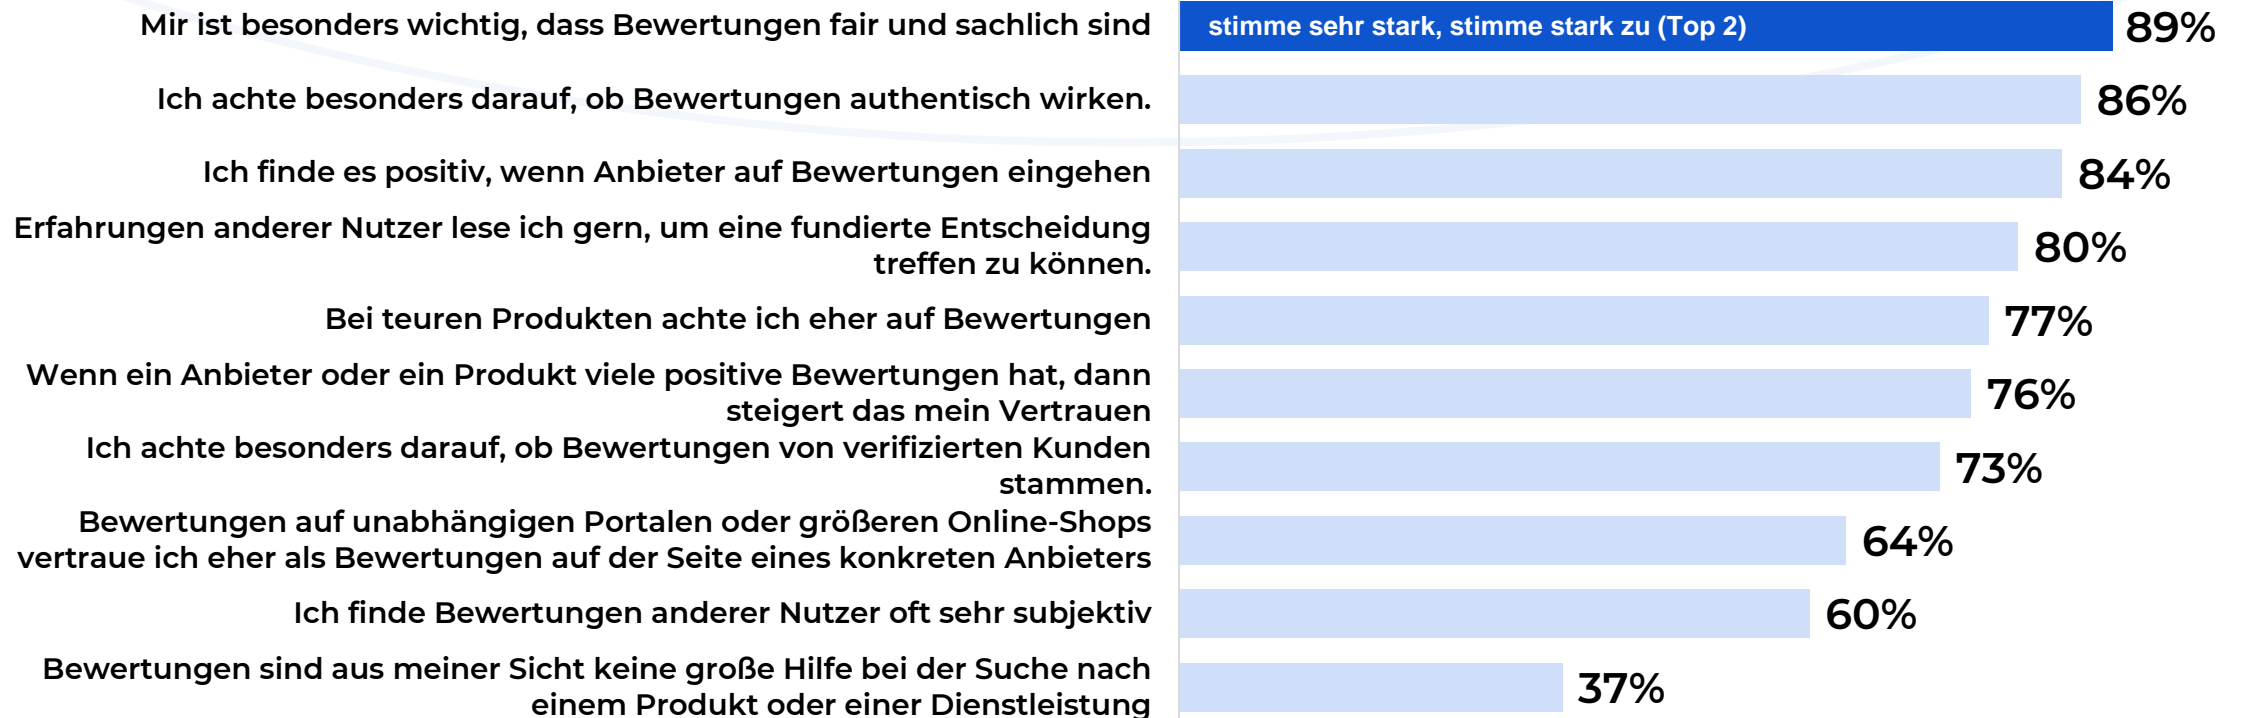 Mir ist besonders wichtig, dass Bewertungen fair und sachlich sind
stimme sehr stark, stimme stark zu (Top 2)
89%
Ich achte besonders darauf, ob Bewertungen authentisch wirken.
86%
Ich finde es positiv, wenn Anbieter auf Bewertungen eingehen
84%
Erfahrungen anderer Nutzer lese ich gern, um eine fundierte Entscheidung
treffen zu können.
80%
Bei teuren Produkten achte ich eher auf Bewertungen
77%
Wenn ein Anbieter oder ein Produkt viele positive Bewertungen hat, dann
steigert das mein Vertrauen
76%
Ich achte besonders darauf, ob Bewertungen von verifizierten Kunden
stammen.
73%
Bewertungen auf unabhängigen Portalen oder größeren Online-Shops
vertraue ich eher als Bewertungen auf der Seite eines konkreten Anbieters
64%
Ich finde Bewertungen anderer Nutzer oft sehr subjektiv
60%
Bewertungen sind aus meiner Sicht keine große Hilfe bei der Suche nach
einem Produkt oder einer Dienstleistung
37%